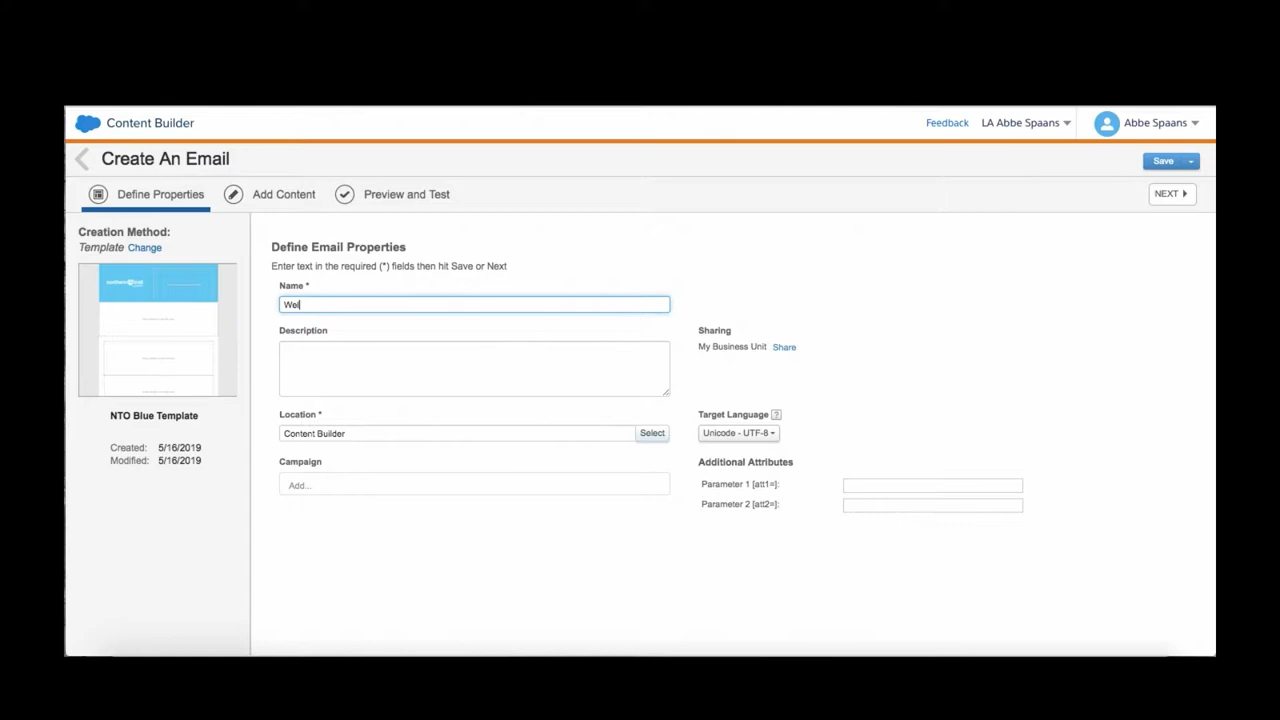 Content Builder
Feedback
LA Abbe Spaans
Abbe Spaans
Create An Email
Save
Define Properties
Add Content
Preview and Test
NEXT
Creation Method:
Template Change
NTO Blue Template
Created: 5/16/2019
Modified: 5/16/2019
Define Email Properties
Enter text in the required (*) fields then hit Save or Next
Name *
Wel
Description
Sharing
My Business Unit Share
Location *
Content Builder
Select
Target Language ?
Unicode - UTF-8
Campaign
Add...
Additional Attributes
Parameter 1 [att1=]:
Parameter 2 [att2=]: